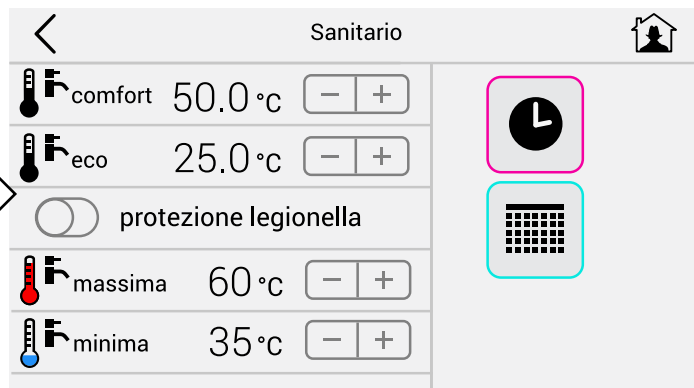 Sanitario
comfort 50.0 °C - +
eco 25.0 °C - +
protezione legionella
massima 60 °C - +
minima 35 °C - +